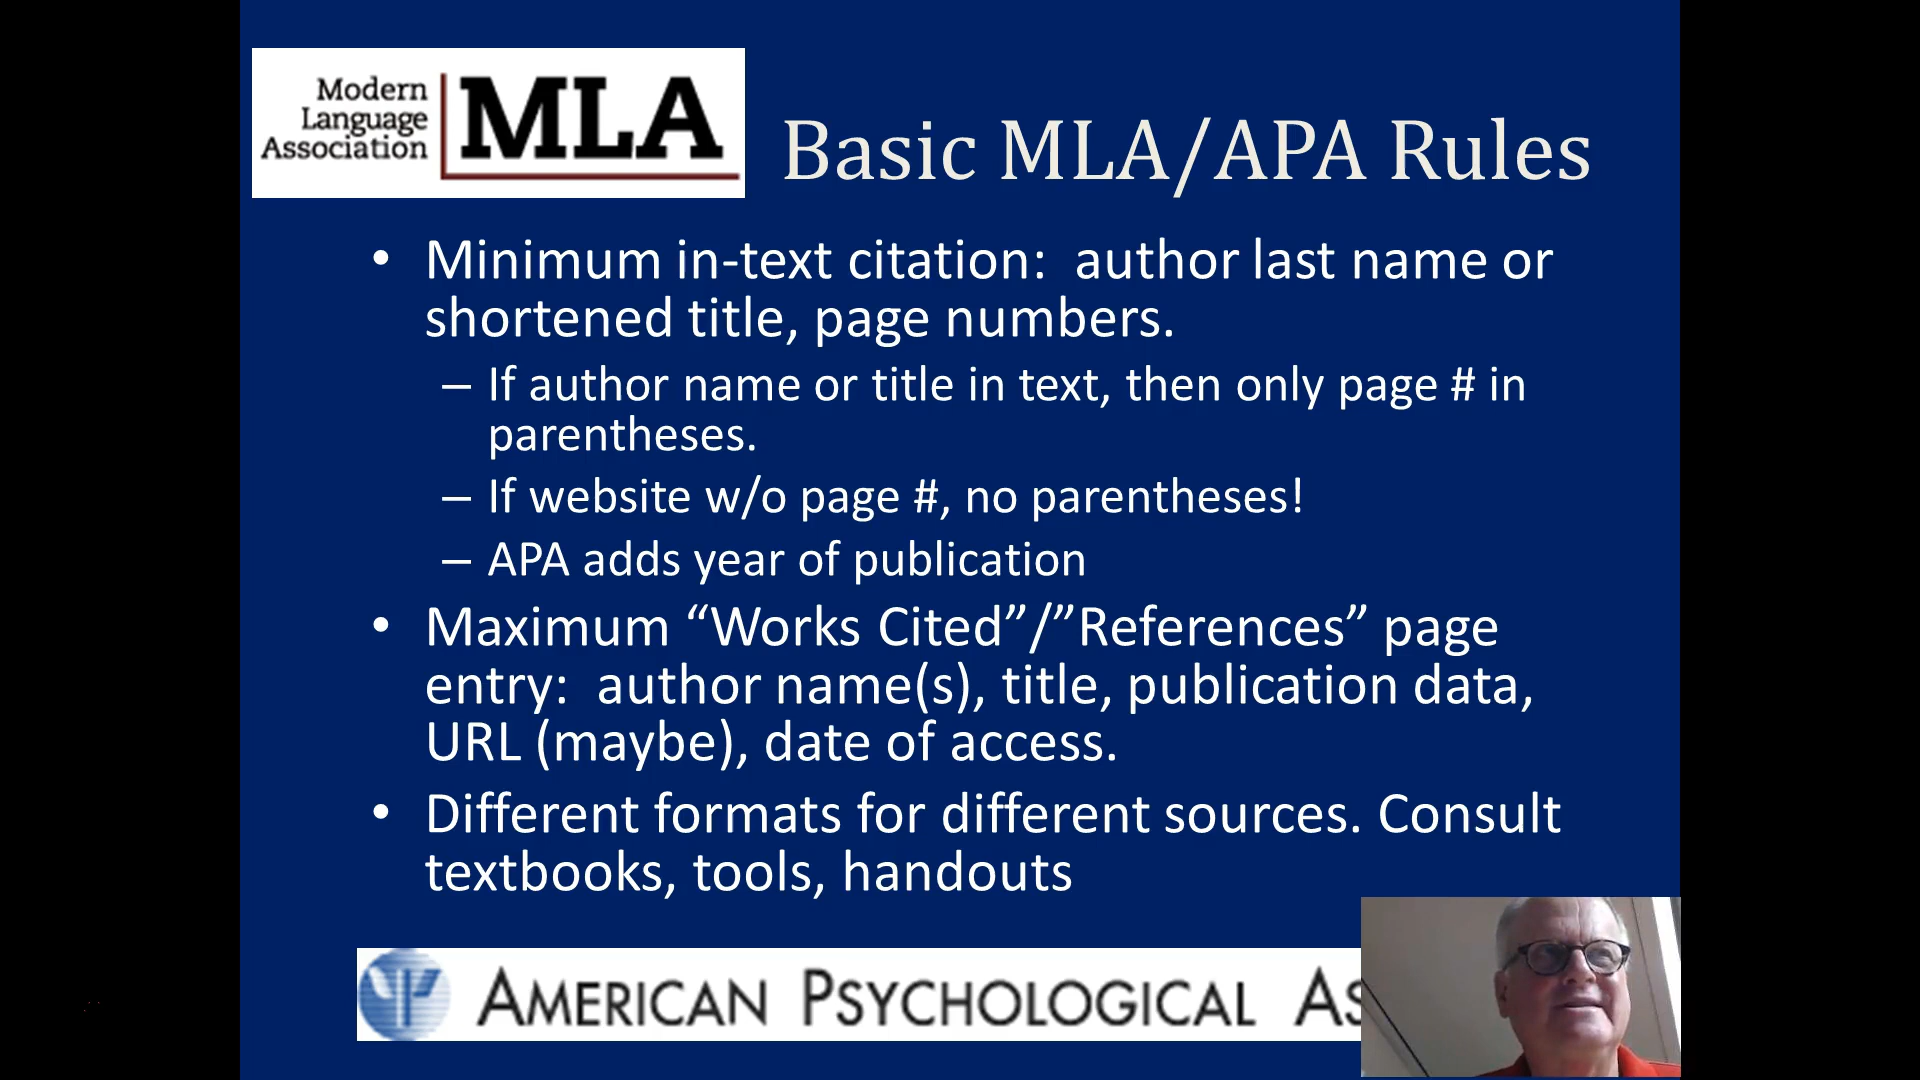 Modern
Language
Association
MLA
Basic MLA/APA Rules
• Minimum in-text citation:  author last name or
shortened title, page numbers.
– If author name or title in text, then only page # in
parentheses.
– If website w/o page #, no parentheses!
– APA adds year of publication
• Maximum “Works Cited”/”References” page
entry:  author name(s), title, publication data,
URL (maybe), date of access.
• Different formats for different sources. Consult
textbooks, tools, handouts
AMERICAN PSYCHOLOGICAL AS